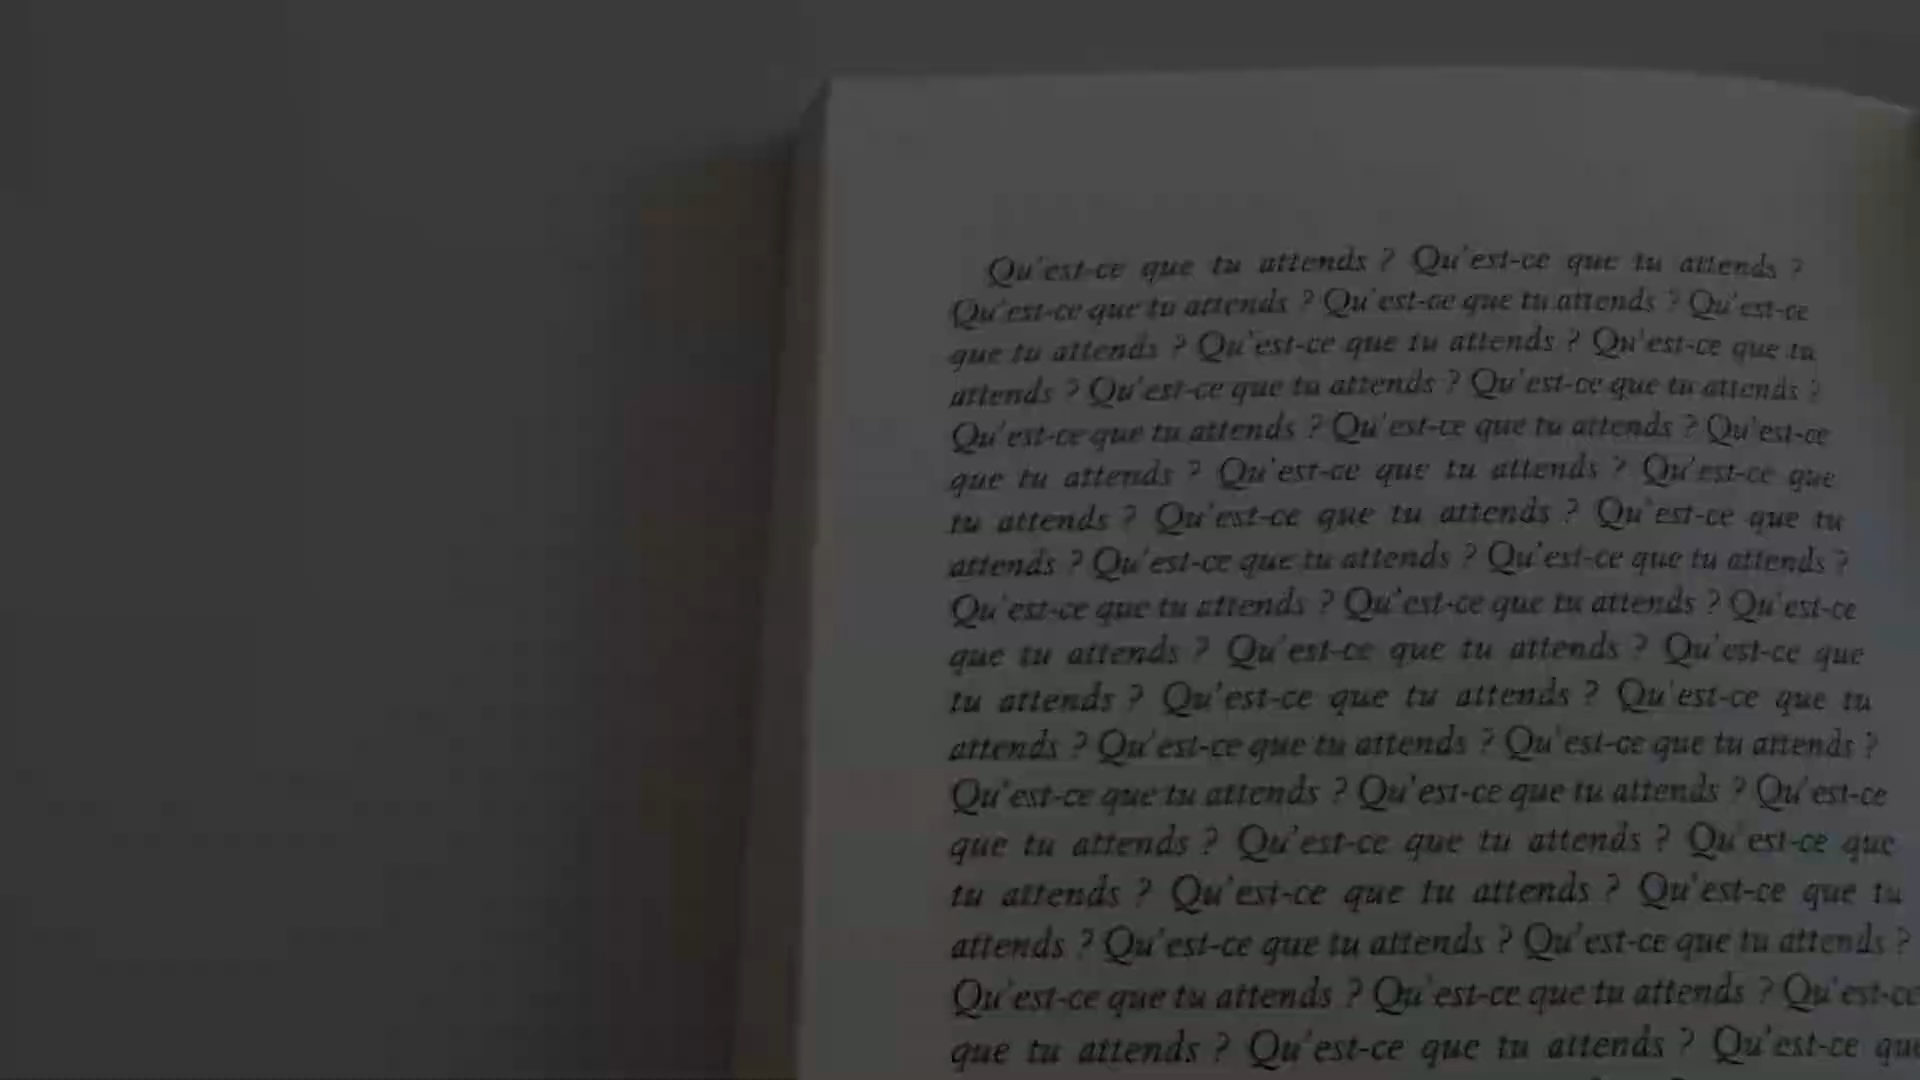 Qu'est-ce que tu attends ? Qu'est-ce que tu attends ?
Qu'est-ce que tu attends ? Qu'est-ce que tu attends ? Qu'est-ce
que tu attends ? Qu'est-ce que tu attends ? Qu'est-ce que tu
attends ? Qu'est-ce que tu attends ? Qu'est-ce que tu attends ?
Qu'est-ce que tu attends ? Qu'est-ce que tu attends ? Qu'est-ce
que tu attends ? Qu'est-ce que tu attends ? Qu'est-ce que
tu attends ? Qu'est-ce que tu attends ? Qu'est-ce que tu
attends ? Qu'est-ce que tu attends ? Qu'est-ce que tu attends ?
Qu'est-ce que tu attends ? Qu'est-ce que tu attends ? Qu'est-ce
que tu attends ? Qu'est-ce que tu attends ? Qu'est-ce que
tu attends ? Qu'est-ce que tu attends ? Qu'est-ce que tu
attends ? Qu'est-ce que tu attends ? Qu'est-ce que tu attends ?
Qu'est-ce que tu attends ? Qu'est-ce que tu attends ? Qu'est-ce
que tu attends ? Qu'est-ce que tu attends ? Qu'est-ce que
tu attends ? Qu'est-ce que tu attends ? Qu'est-ce que tu
attends ? Qu'est-ce que tu attends ? Qu'est-ce que tu attends ?
Qu'est-ce que tu attends ? Qu'est-ce que tu attends ? Qu'est-ce
que tu attends ? Qu'est-ce que tu attends ? Qu'est-ce que